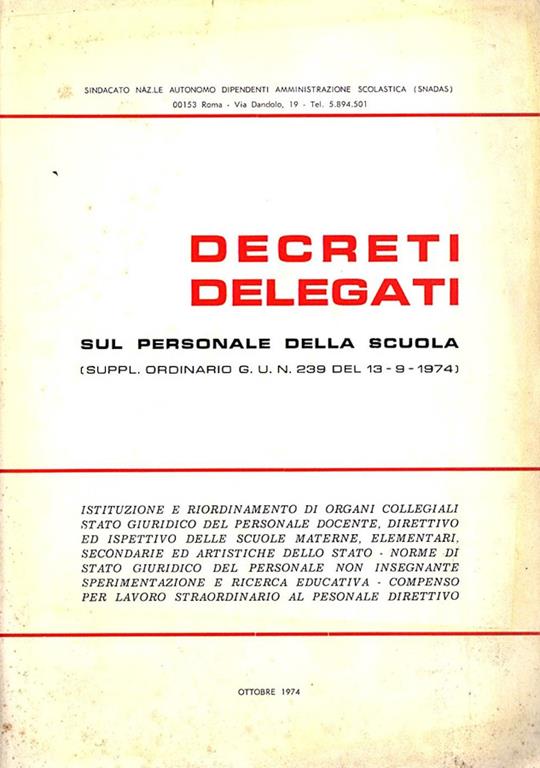 SINDACATO NAZ.LE AUTONOMO DIPENDENTI AMMINISTRAZIONE SCOLASTICA (SNADAS)
00153 Roma - Via Dandolo, 19 - Tel. 5.894.501
DECRETI
DELEGATI
SUL PERSONALE DELLA SCUOLA
(SUPPL. ORDINARIO G. U. N. 239 DEL 13 - 9 - 1974)
ISTITUZIONE E RIORDINAMENTO DI ORGANI COLLEGIALI
STATO GIURIDICO DEL PERSONALE DOCENTE, DIRETTIVO
ED ISPETTIVO DELLE SCUOLE MATERNE, ELEMENTARI,
SECONDARIE ED ARTISTICHE DELLO STATO - NORME DI
STATO GIURIDICO DEL PERSONALE NON INSEGNANTE
SPERIMENTAZIONE E RICERCA EDUCATIVA - COMPENSO
PER LAVORO STRAORDINARIO AL PESONALE DIRETTIVO
OTTOBRE 1974